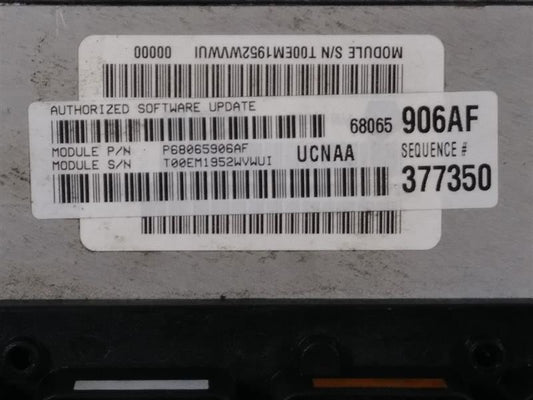 MODULE S/N T00EM1952WVWUI 00000
AUTHORIZED SOFTWARE UPDATE
68065 906AF
MODULE P/N P68065906AF
MODULE S/N T00EM1952WVWUI
UCNAA
SEQUENCE #
377350